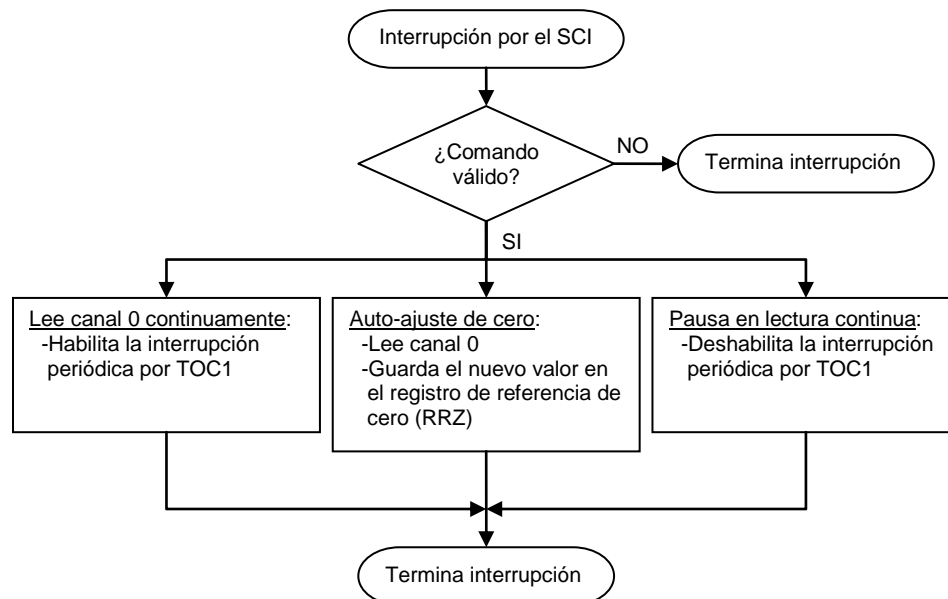 Interrupción por el SCI
¿Comando
válido?
NO
Termina interrupción
SI
Lee canal 0 continuamente:
-Habilita la interrupción
periódica por TOC1
Auto-ajuste de cero:
-Lee canal 0
-Guarda el nuevo valor en
el registro de referencia de
cero (RRZ)
Pausa en lectura continua:
-Deshabilita la interrupción
periódica por TOC1
Termina interrupción